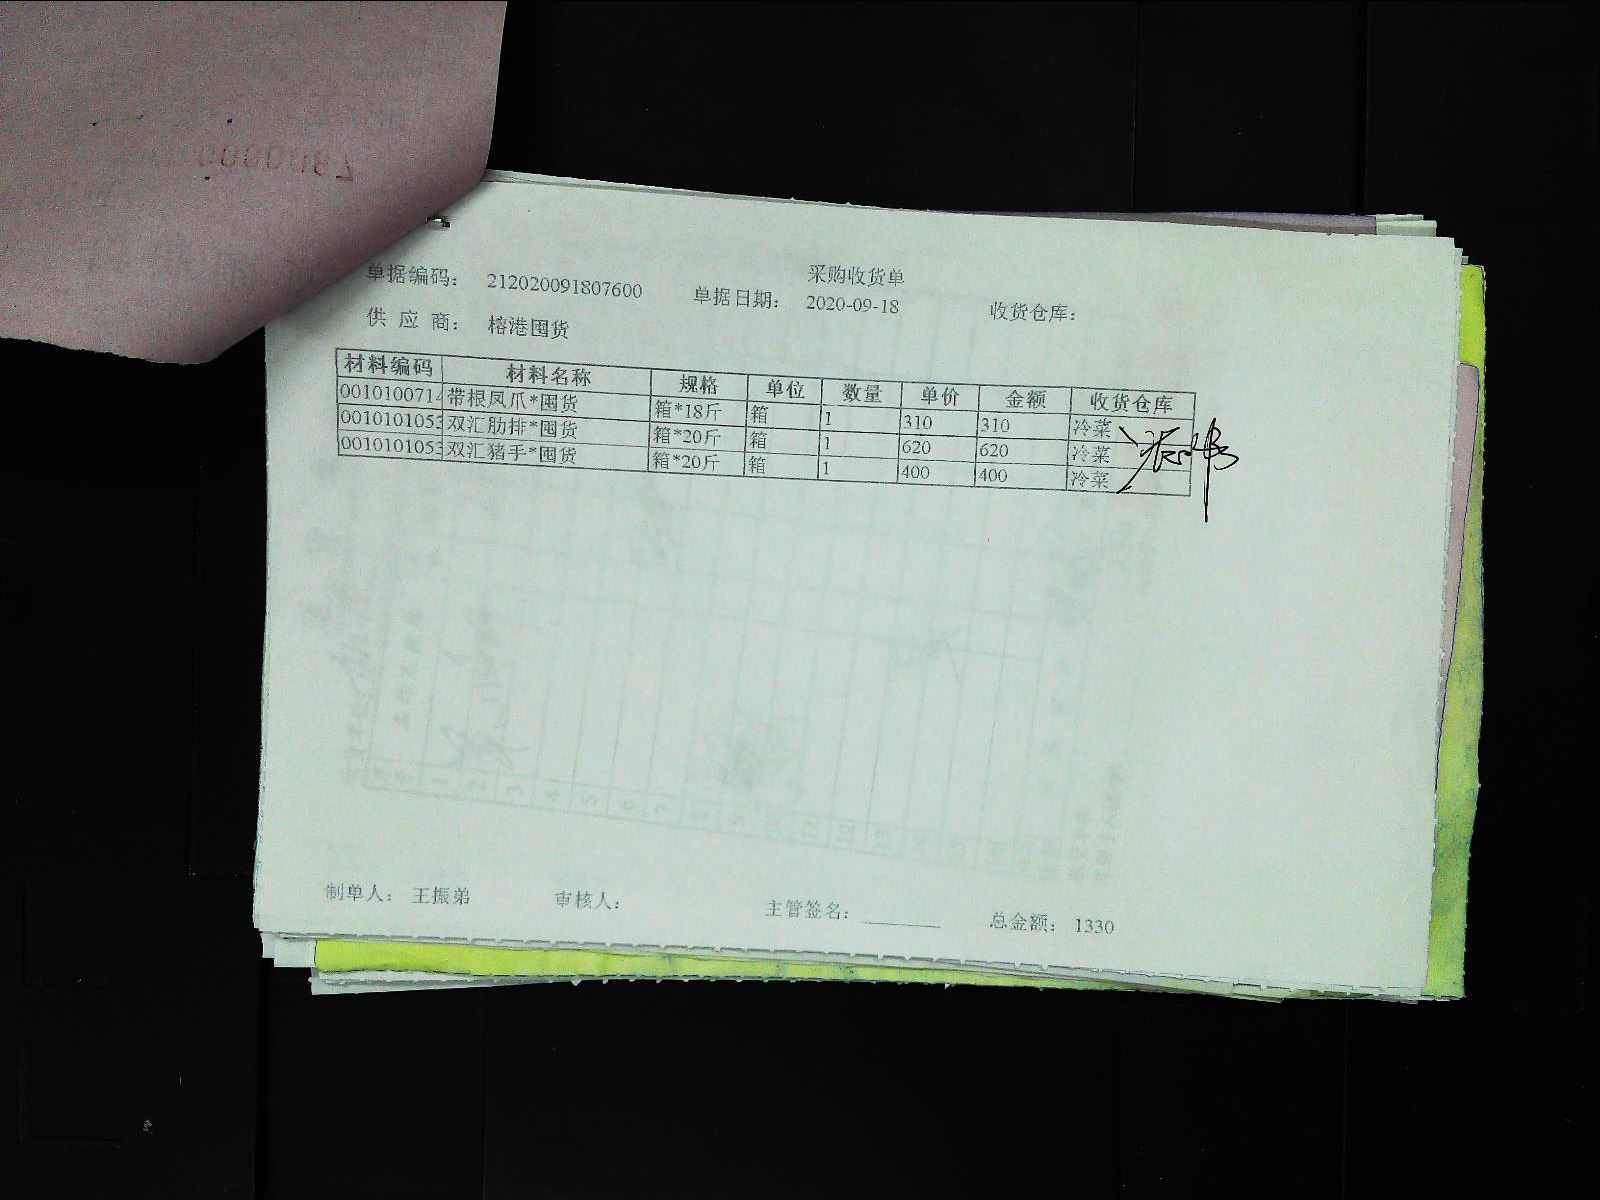 采购收货单
单据编码： 212020091807600 单据日期： 2020-09-18 收货仓库：
供 应 商： 榕港囤货
材料编码 材料名称 规格 单位 数量 单价 金额 收货仓库
0010100714 带根凤爪*囤货 箱*18斤 箱 1 310 310 冷菜
0010101052 双汇肋排*囤货 箱*20斤 箱 1 620 620 冷菜
0010101053 双汇猪手*囤货 箱*20斤 箱 1 400 400 冷菜
制单人： 王振弟 审核人： 主管签名： 总金额： 1330